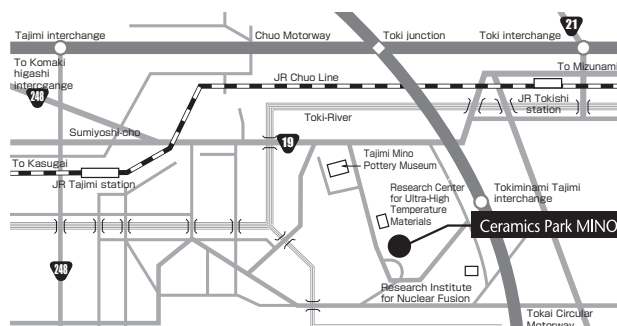 Tajimi interchange
Chuo Motorway
Toki junction
Toki interchange
21
To Komaki
higashi
intercgange
248
JR Chuo Line
To Mizunami
JR Tokishi
station
Toki-River
Sumiyoshi-cho
19
To Kasugai
JR Tajimi station
Tajimi Mino
Pottery Museum
Research Center
for Ultra-High
Temperature
Materials
Tokiminami Tajimi
interchange
Ceramics Park MINO
248
Research Institute
for Nuclear Fusion
Tokai Circular
Motorway